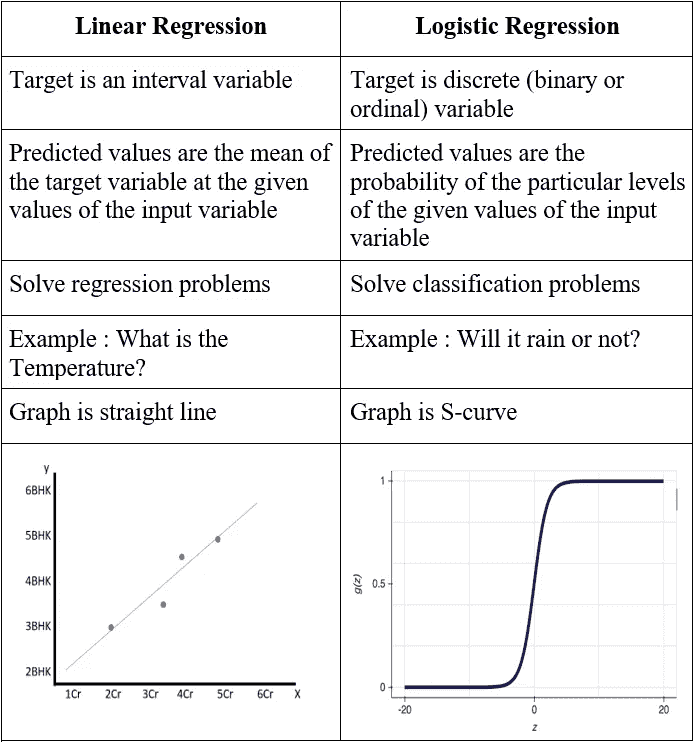 Linear Regression
Logistic Regression
Target is an interval variable
Target is discrete (binary or
ordinal) variable
Predicted values are the mean of
the target variable at the given
values of the input variable
Predicted values are the
probability of the particular levels
of the given values of the input
variable
Solve regression problems
Solve classification problems
Example : What is the
Temperature?
Example : Will it rain or not?
Graph is straight line
Graph is S-curve
y
6BHK
5BHK
4BHK
3BHK
2BHK
1Cr 2Cr 3Cr 4Cr 5Cr 6Cr X
1
0.5
0
g(z)
-20 0 20
z